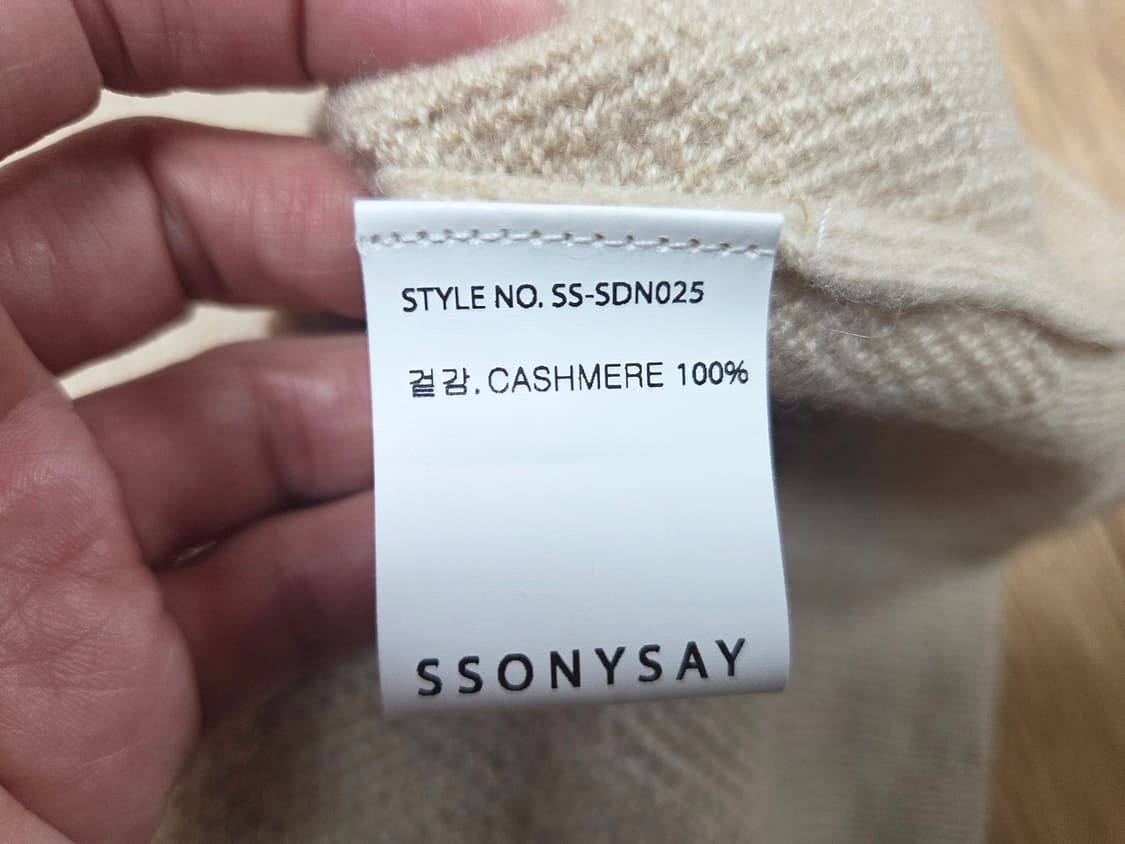 STYLE NO. SS-SDN025
겉감. CASHMERE 100%
SSONYSAY